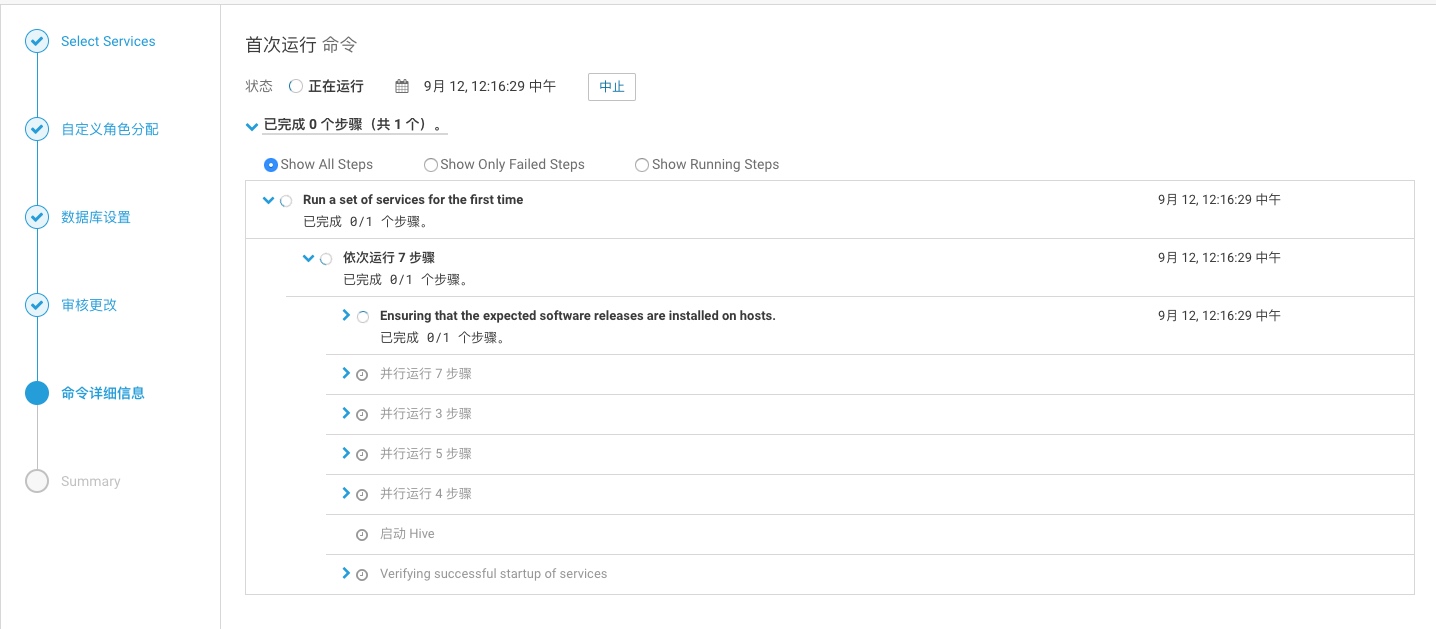 Select Services
自定义角色分配
数据库设置
审核更改
命令详细信息
Summary
首次运行 命令
状态 正在运行 9月 12, 12:16:29 中午 中止
已完成 0 个步骤（共 1 个）。
Show All Steps Show Only Failed Steps Show Running Steps
Run a set of services for the first time 9月 12, 12:16:29 中午
已完成 0/1 个步骤。
依次运行 7 步骤 9月 12, 12:16:29 中午
已完成 0/1 个步骤。
Ensuring that the expected software releases are installed on hosts. 9月 12, 12:16:29 中午
已完成 0/1 个步骤。
并行运行 7 步骤
并行运行 3 步骤
并行运行 5 步骤
并行运行 4 步骤
启动 Hive
Verifying successful startup of services